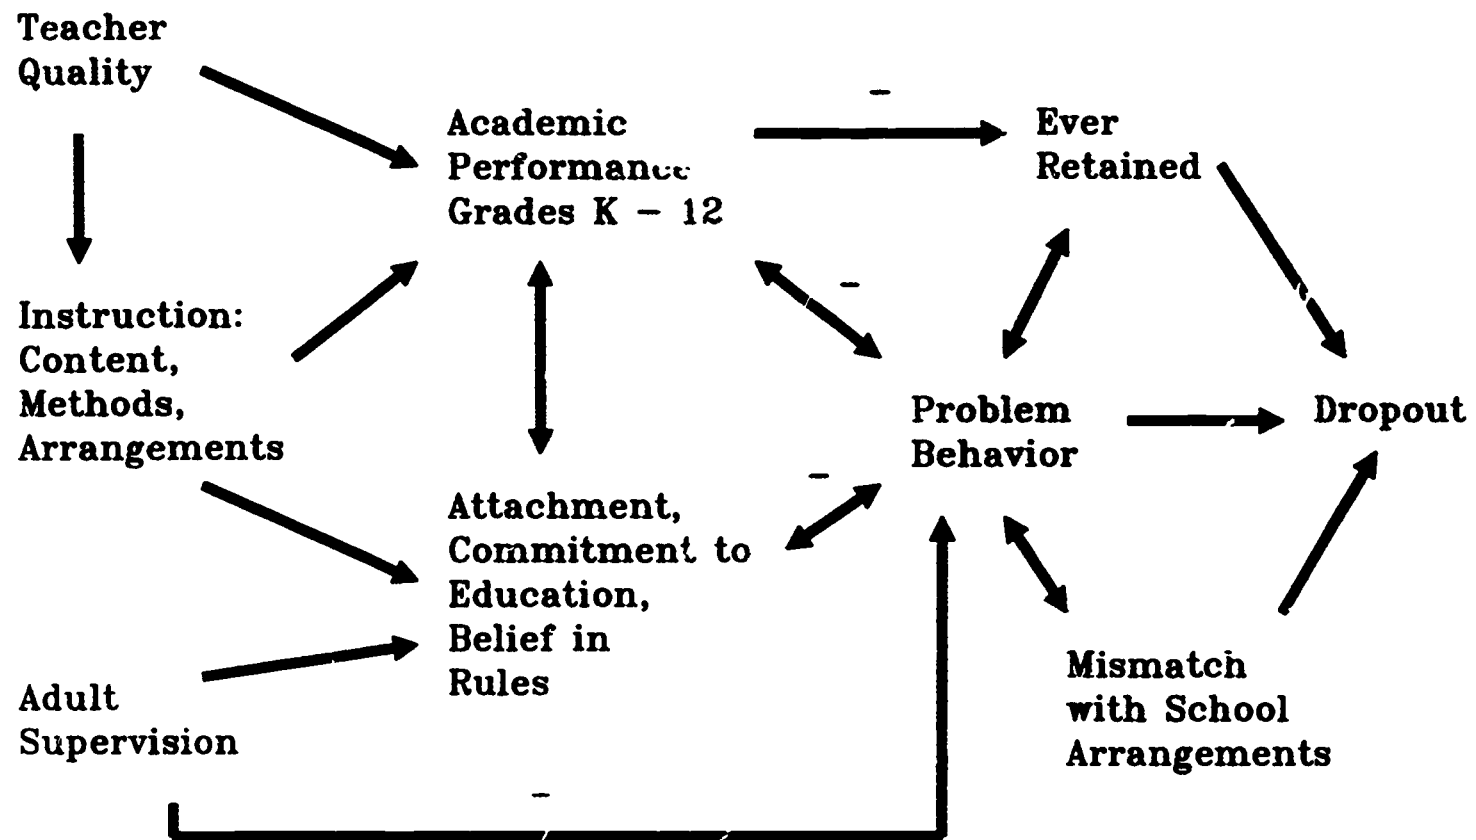 Teacher
Quality
Academic
Performance
Grades K – 12
–
Ever
Retained
Instruction:
Content,
Methods,
Arrangements
–
Problem
Behavior
Dropout
Attachment,
Commitment to
Education,
Belief in
Rules
–
Adult
Supervision
Mismatch
with School
Arrangements
–